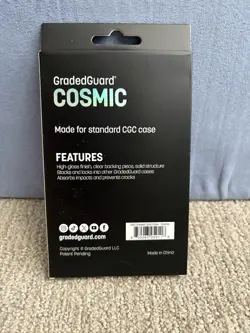 GradedGuard®
COSMIC
Made for standard CGC case
FEATURES
High-gloss finish, clear backing piece, solid structure
Stacks and locks into other GradedGuard cases
Absorbs impacts and prevents cracks
gradedguard.com
Copyright © GradedGuard LLC
Patent Pending
Made in China